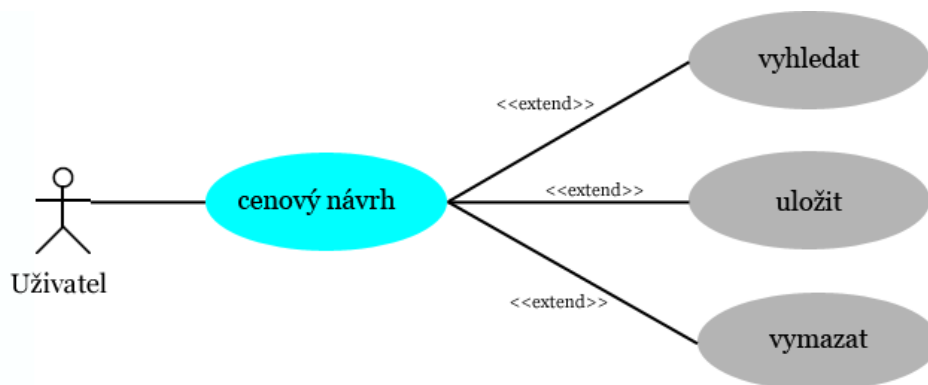 vyhledat
<<extend>>
cenový návrh
<<extend>>
uložit
Uživatel
<<extend>>
vymazat